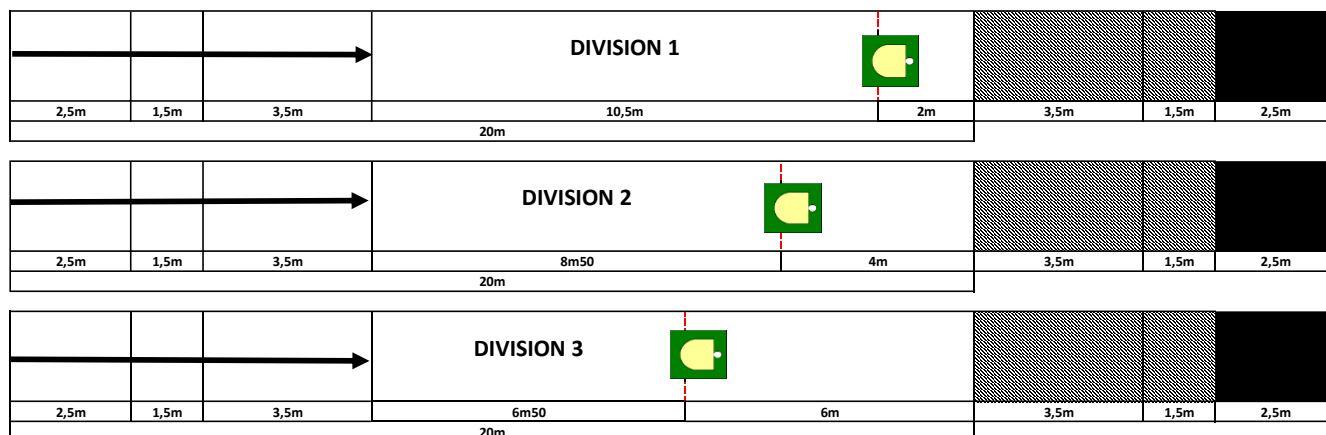 DIVISION 1
2,5m 1,5m 3,5m 10,5m 2m 3,5m 1,5m 2,5m
20m
DIVISION 2
2,5m 1,5m 3,5m 8m50 4m 3,5m 1,5m 2,5m
20m
DIVISION 3
2,5m 1,5m 3,5m 6m50 6m 3,5m 1,5m 2,5m
20m